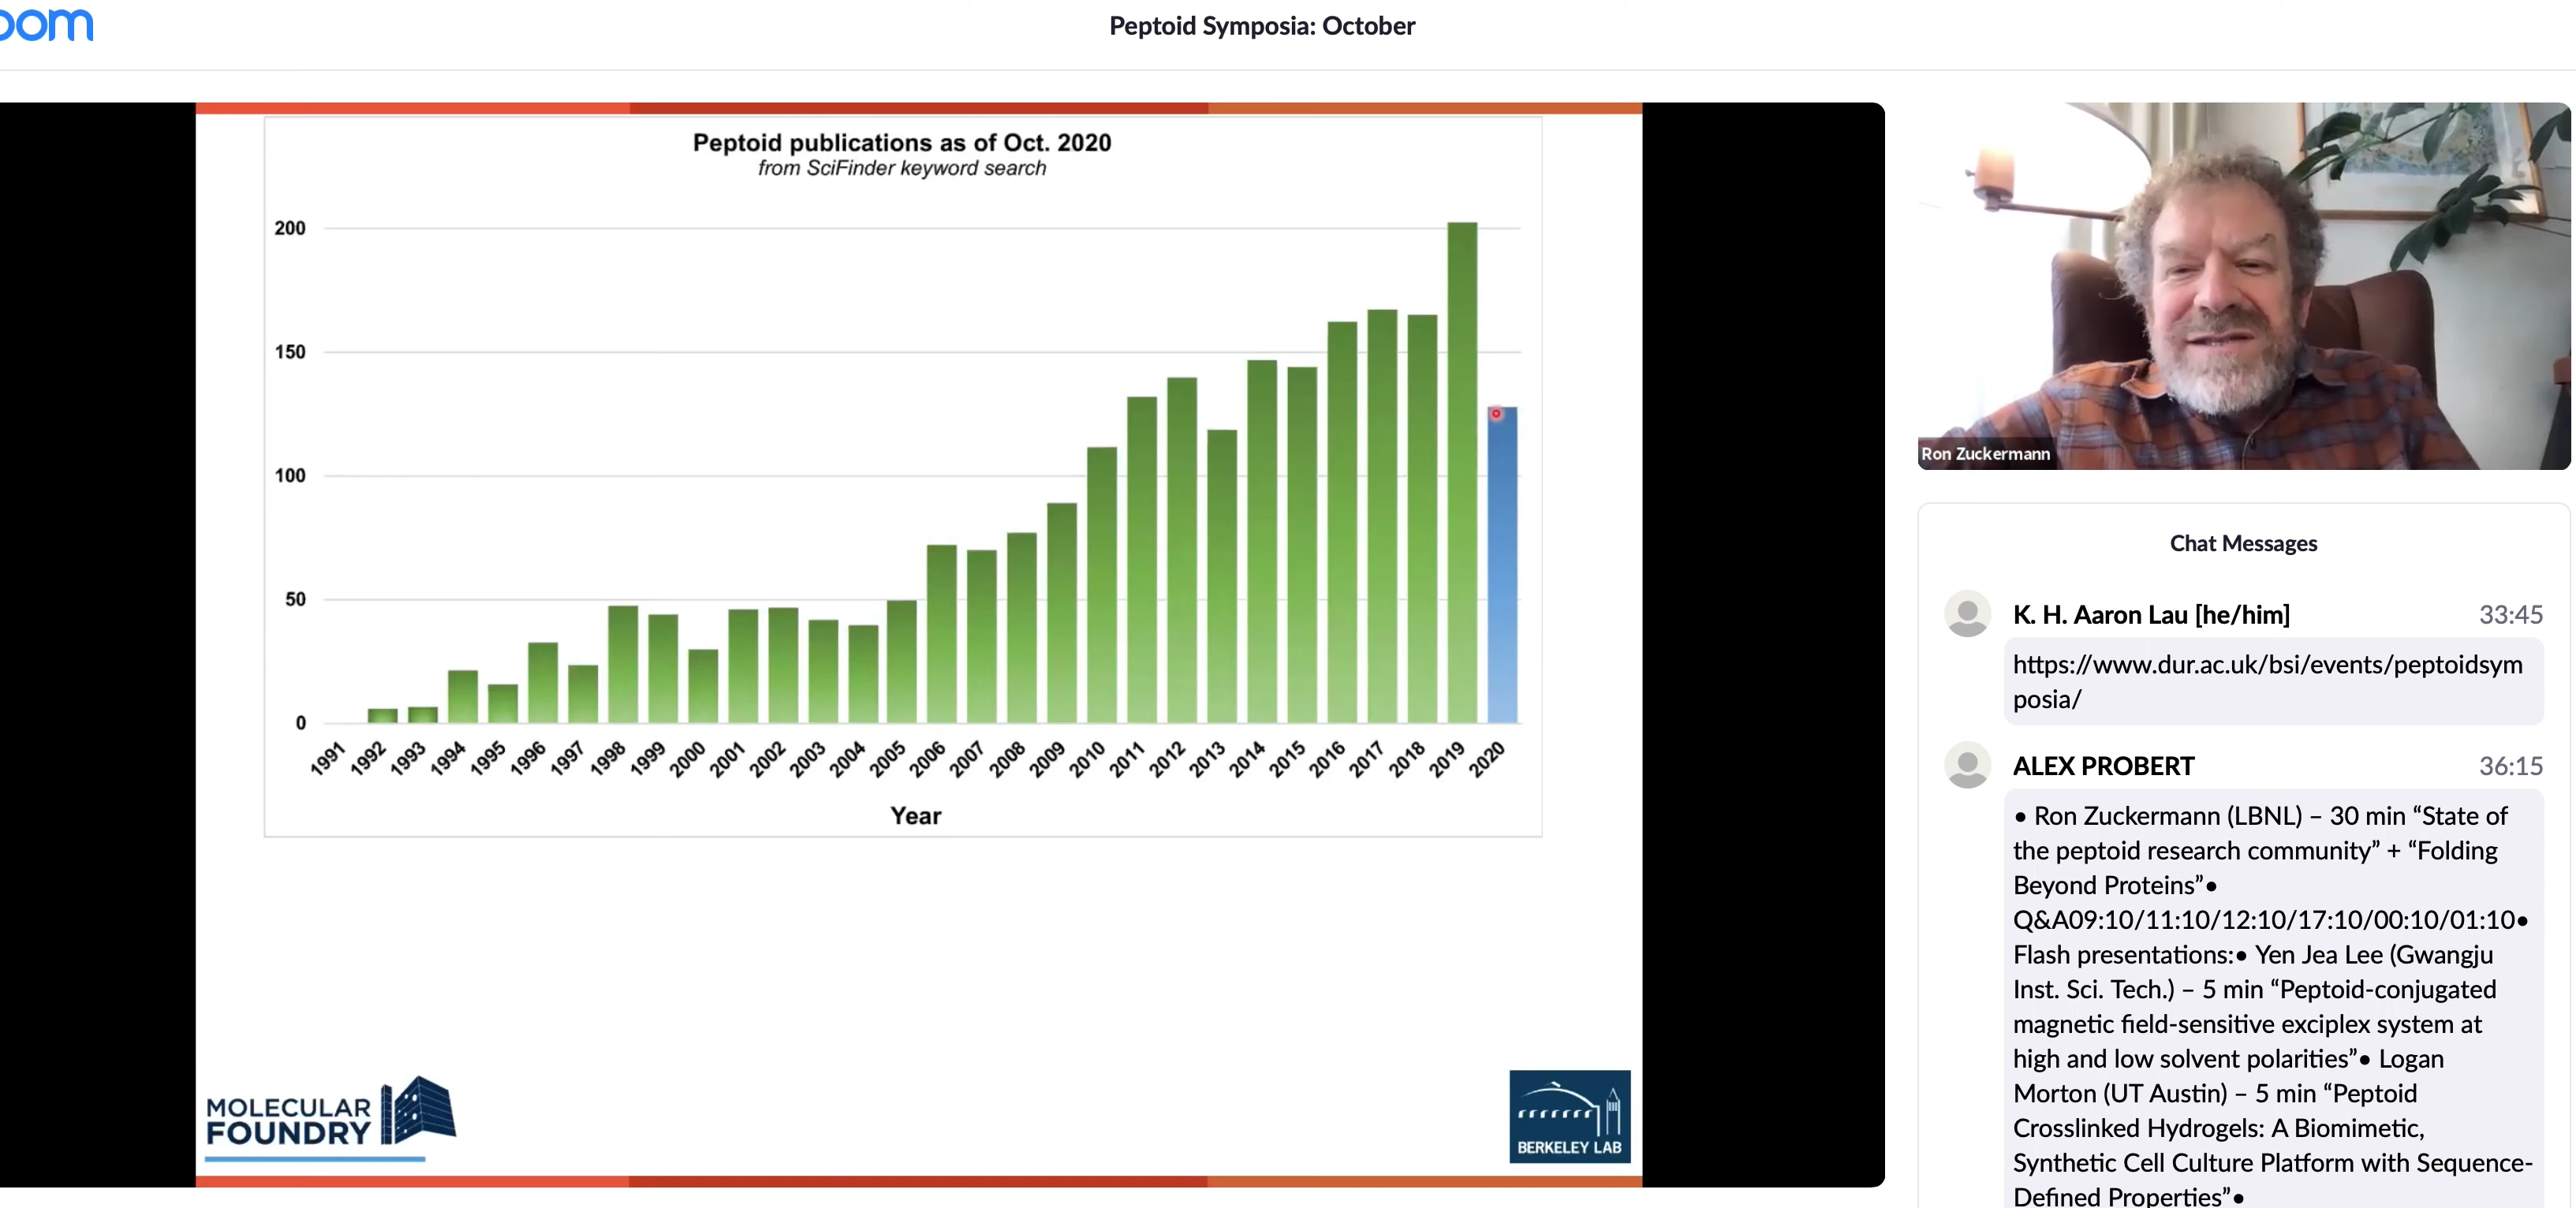 oom
Peptoid Symposia: October
Peptoid publications as of Oct. 2020
from SciFinder keyword search
200
150
100
50
0
1991 1992 1993 1994 1995 1996 1997 1998 1999 2000 2001 2002 2003 2004 2005 2006 2007 2008 2009 2010 2011 2012 2013 2014 2015 2016 2017 2018 2019 2020
Year
MOLECULAR
FOUNDRY
BERKELEY LAB
Ron Zuckermann
Chat Messages
K. H. Aaron Lau [he/him] 33:45
https://www.dur.ac.uk/bsi/events/peptoidsym
posia/
ALEX PROBERT 36:15
• Ron Zuckermann (LBNL) – 30 min “State of
the peptoid research community” + “Folding
Beyond Proteins”•
Q&A09:10/11:10/12:10/17:10/00:10/01:10•
Flash presentations:• Yen Jea Lee (Gwangju
Inst. Sci. Tech.) – 5 min “Peptoid-conjugated
magnetic field-sensitive exciplex system at
high and low solvent polarities”• Logan
Morton (UT Austin) – 5 min “Peptoid
Crosslinked Hydrogels: A Biomimetic,
Synthetic Cell Culture Platform with Sequence-
Defined Properties”•